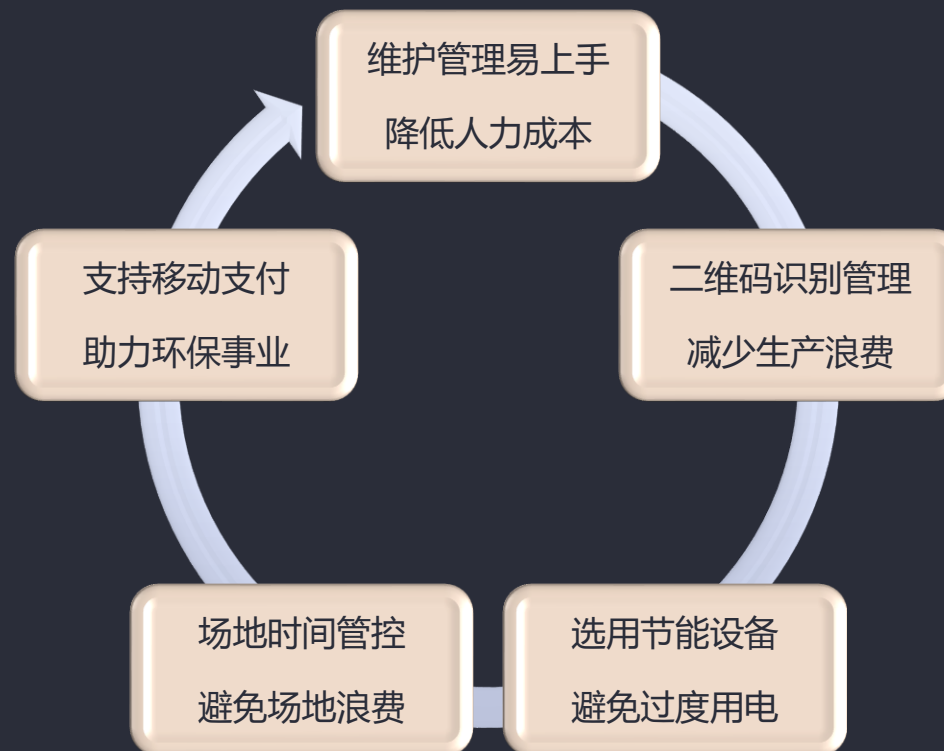 维护管理易上手
降低人力成本
二维码识别管理
减少生产浪费
选用节能设备
避免过度用电
场地时间管控
避免场地浪费
支持移动支付
助力环保事业